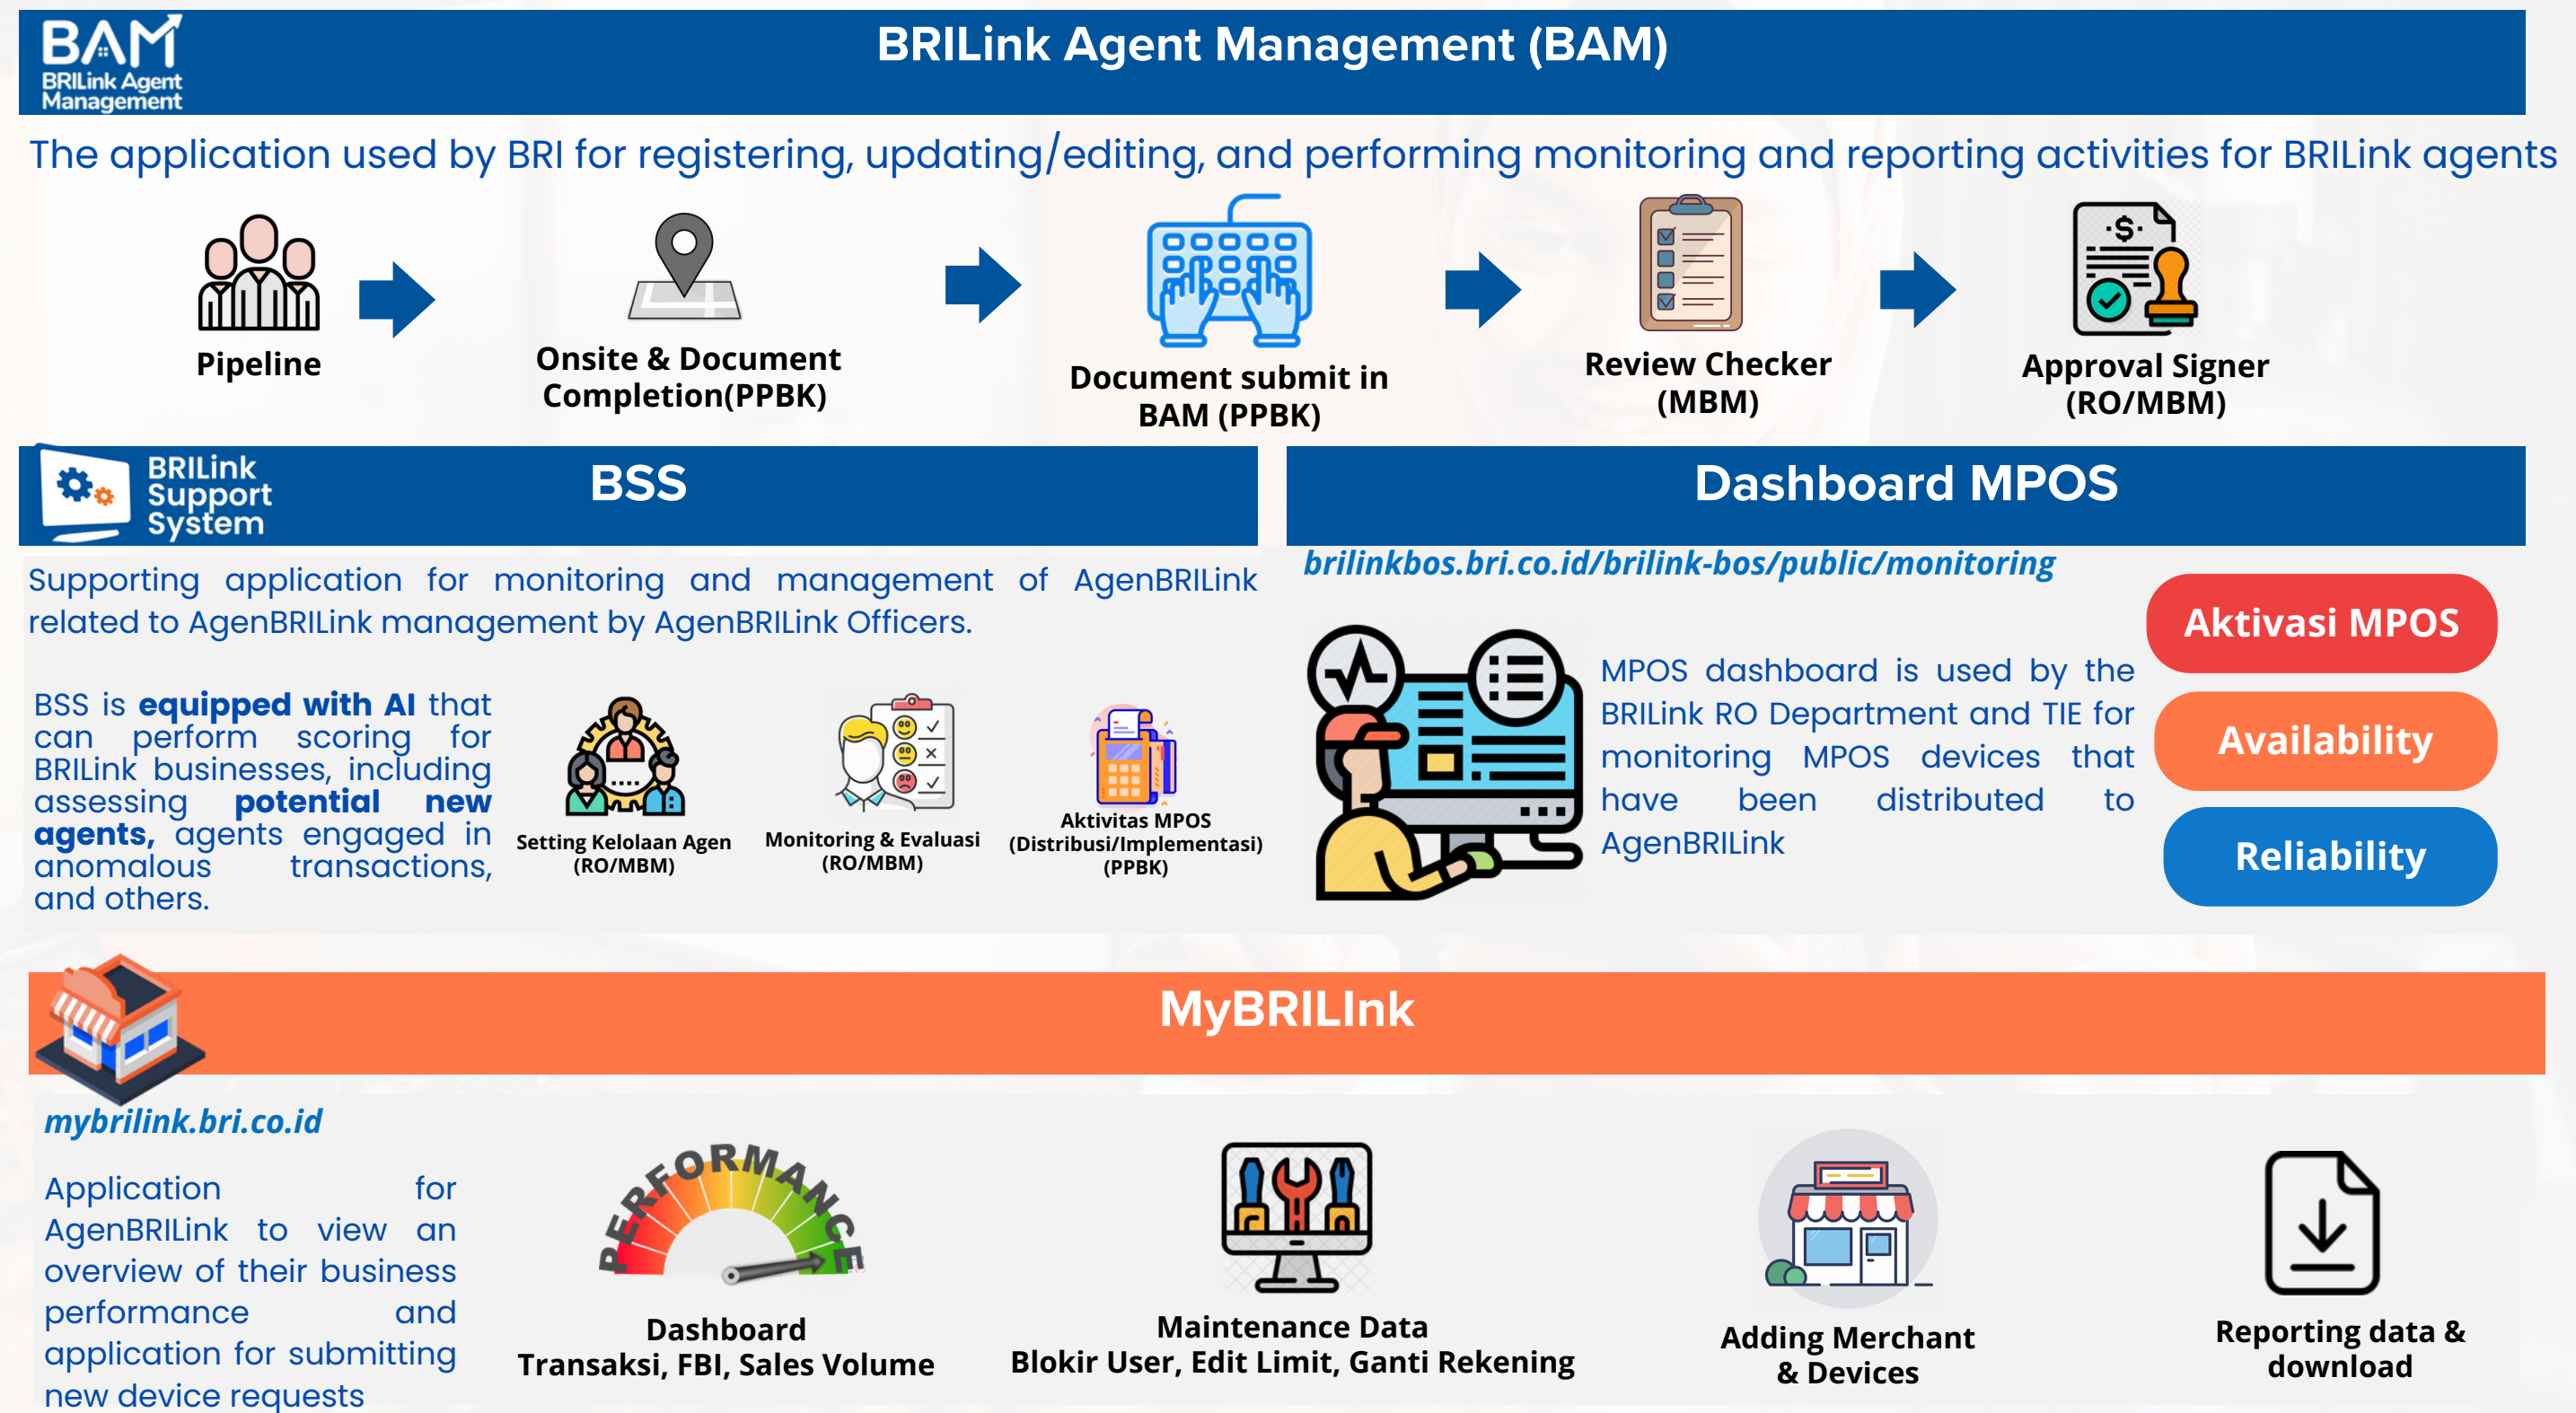 BAM
BRILink Agent
Management
BRILink Agent Management (BAM)
The application used by BRI for registering, updating/editing, and performing monitoring and reporting activities for BRILink agents
Pipeline
Onsite & Document
Completion(PPBK)
Document submit in
BAM (PPBK)
Review Checker
(MBM)
$
Approval Signer
(RO/MBM)
BRILink
Support
System
BSS
Supporting application for monitoring and management of AgenBRILink
related to AgenBRILink management by AgenBRILink Officers.
BSS is equipped with AI that
can perform scoring for
BRILink businesses, including
assessing potential new
agents, agents engaged in
anomalous transactions,
and others.
Setting Kelolaan Agen
(RO/MBM)
Monitoring & Evaluasi
(RO/MBM)
Aktivitas MPOS
(Distribusi/Implementasi)
(PPBK)
Dashboard MPOS
brilinkbos.bri.co.id/brilink-bos/public/monitoring
MPOS dashboard is used by the
BRILink RO Department and TIE for
monitoring MPOS devices that
have been distributed to
AgenBRILink
Aktivasi MPOS
Availability
Reliability
MyBRILInk
mybrilink.bri.co.id
Application for
AgenBRILink to view an
overview of their business
performance and
application for submitting
new device requests
PERFORMANCE
Dashboard
Transaksi, FBI, Sales Volume
Maintenance Data
Blokir User, Edit Limit, Ganti Rekening
Adding Merchant
& Devices
Reporting data &
download